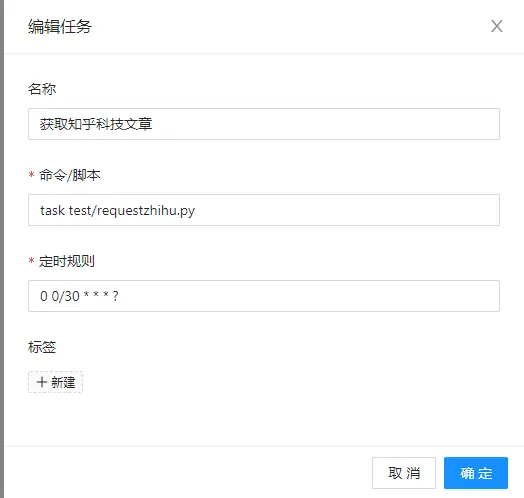 编辑任务
名称
获取知乎科技文章
* 命令/脚本
task test/requestzhihu.py
* 定时规则
0 0/30 * * * ?
标签
+ 新建
取 消
确 定